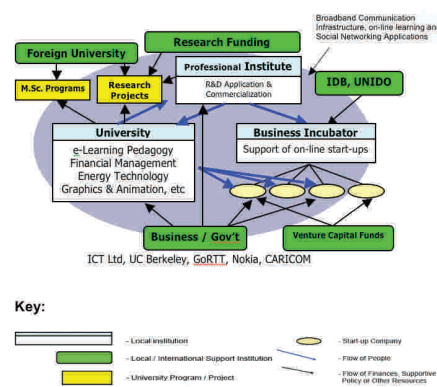 Broadband Communication
Infrastructure, on-line learning and
Social Networking Applications
Research Funding
Foreign University
Professional Institute
R&D Application &
Commercialization
IDB, UNIDO
M.Sc. Programs
Research
Projects
University
e-Learning Pedagogy
Financial Management
Energy Technology
Graphics & Animation, etc
Business Incubator
Support of on-line start-ups
Business / Gov't
Venture Capital Funds
ICT Ltd, UC Berkeley, GoRTT, Nokia, CARICOM
Key:
- Local institution
- Start-up Company
- Local / International Support Institution
- Flow of People
- University Program / Project
- Flow of Finances, Supportive
Policy or Other Resources